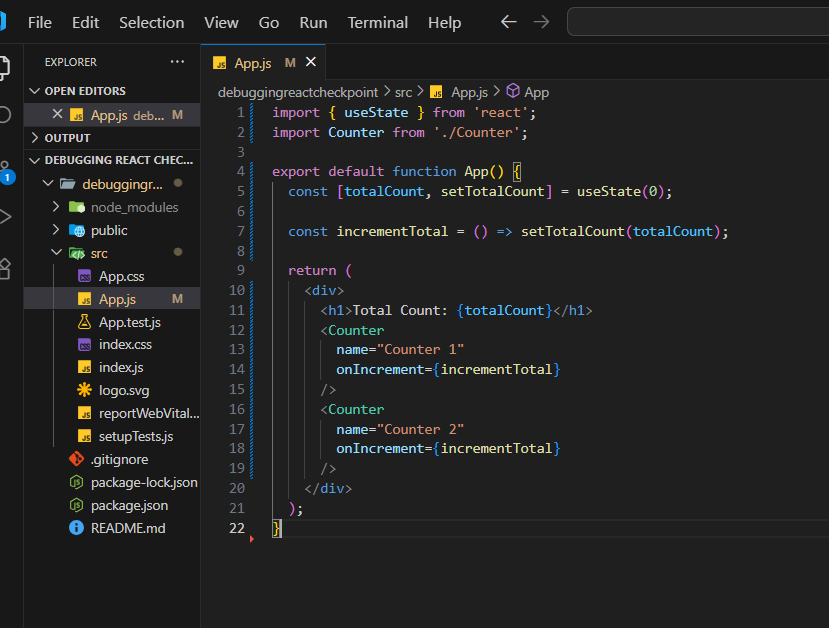 File Edit Selection View Go Run Terminal Help
EXPLORER
OPEN EDITORS
App.js deb... M
OUTPUT
DEBUGGING REACT CHEC...
debuggingr...
node_modules
public
src
App.css
App.js M
App.test.js
index.css
index.js
logo.svg
reportWebVital...
setupTests.js
.gitignore
package-lock.json
package.json
README.md
1
App.js M
debuggingreactcheckpoint > src > App.js > App
1 import { useState } from 'react';
2 import Counter from './Counter';
3
4 export default function App() {
5 const [totalCount, setTotalCount] = useState(0);
6
7 const incrementTotal = () => setTotalCount(totalCount);
8
9 return (
10 <div>
11 <h1>Total Count: {totalCount}</h1>
12 <Counter
13 name="Counter 1"
14 onIncrement={incrementTotal}
15 />
16 <Counter
17 name="Counter 2"
18 onIncrement={incrementTotal}
19 />
20 </div>
21 );
22 }